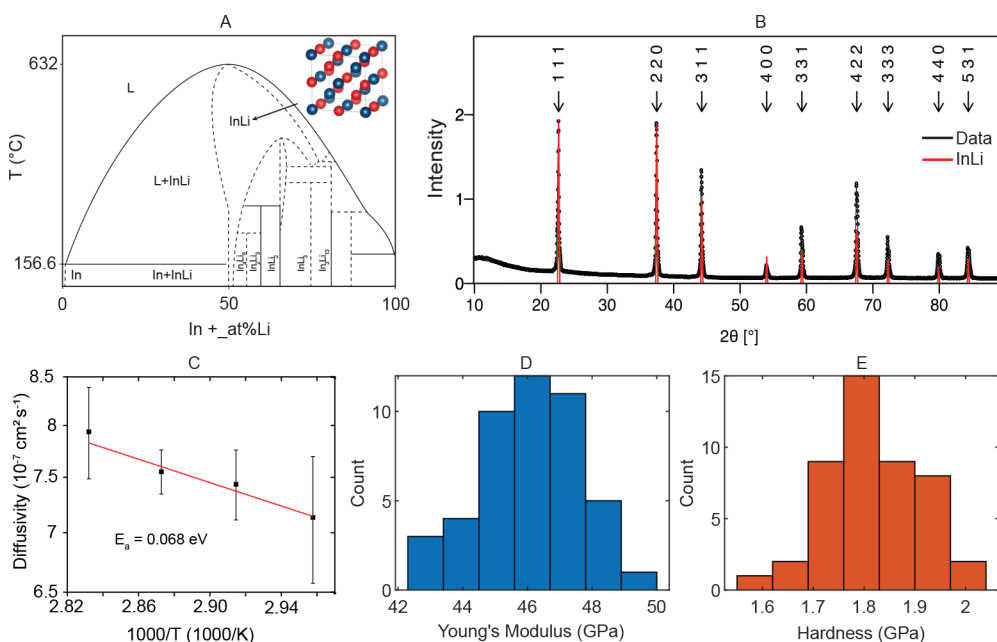 A
T (°C)
632
156.6
L
InLi
L+InLi
In
In+InLi
InLi₂
InLi₃
InLi₁₃
0
50
100
In +_at%Li
B
Intensity
0
1
2
1 1 1
2 2 0
3 1 1
4 0 0
3 3 1
4 2 2
3 3 3
4 4 0
5 3 1
Data
InLi
10
20
30
40
50
60
70
80
2θ [°]
C
Diffusivity (10⁻⁷ cm² s⁻¹)
8.5
8
7.5
7
6.5
Eₐ = 0.068 eV
2.82
2.86
2.90
2.94
1000/T (1000/K)
D
Count
10
5
0
42
44
46
48
50
Young's Modulus (GPa)
E
Count
15
10
5
0
1.6
1.7
1.8
1.9
2
Hardness (GPa)